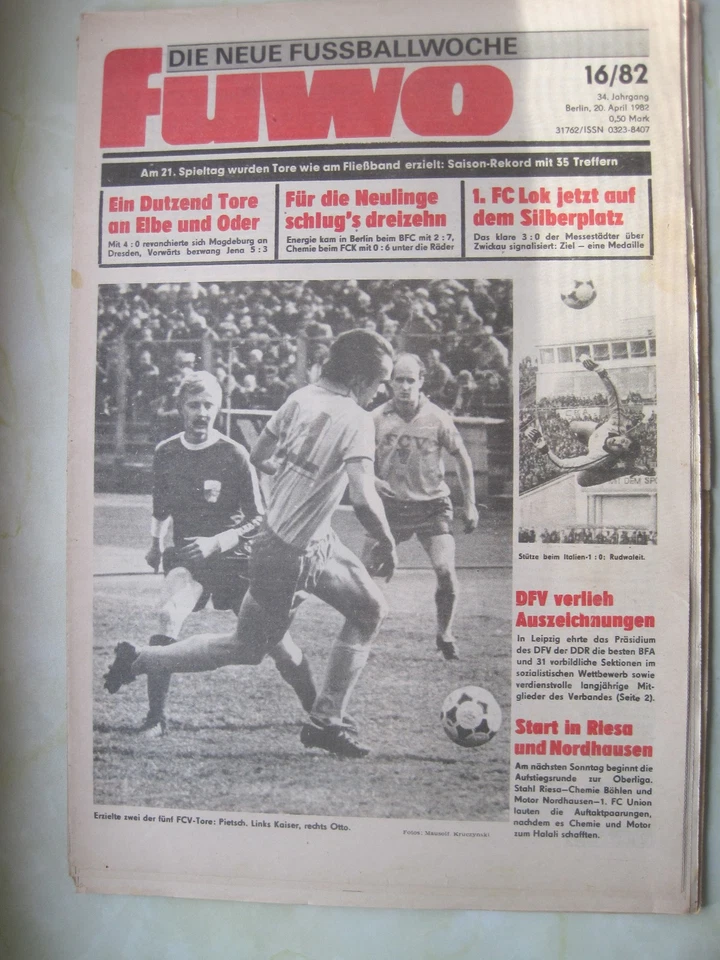 DIE NEUE FUSSBALLWOCHE
fuwo
16/82
34. Jahrgang
Berlin, 20. April 1982
0,50 Mark
31762/ISSN 0323-8407
Am 21. Spieltag wurden Tore wie am Fließband erzielt: Saison-Rekord mit 35 Treffern
Ein Dutzend Tore
an Elbe und Oder
Mit 4 : 0 revanchierte sich Magdeburg an
Dresden, Vorwärts bezwang Jena 5 : 3
Für die Neulinge
schlug's dreizehn
Energie kam in Berlin beim BFC mit 2 : 7,
Chemie beim FCK mit 0 : 6 unter die Räder
1. FC Lok jetzt auf
dem Silberplatz
Das klare 3 : 0 der Messestädter über
Zwickau signalisiert: Ziel – eine Medaille
FCV
Stütze beim Italien-1 : 0: Rudwaleit.
DFV verlieh
Auszeichnungen
In Leipzig ehrte das Präsidium
des DFV der DDR die besten BFA
und 31 vorbildliche Sektionen im
sozialistischen Wettbewerb sowie
verdienstvolle langjährige Mit-
glieder des Verbandes (Seite 2).
Start in Riesa
und Nordhausen
Am nächsten Sonntag beginnt die
Aufstiegsrunde zur Oberliga.
Stahl Riesa–Chemie Böhlen und
Motor Nordhausen–1. FC Union
lauten die Auftaktpaarungen,
nachdem es Chemie und Motor
zum Halali schafften.
Erzielte zwei der fünf FCV-Tore: Pietsch. Links Kaiser, rechts Otto.
Fotos: Kruczynski